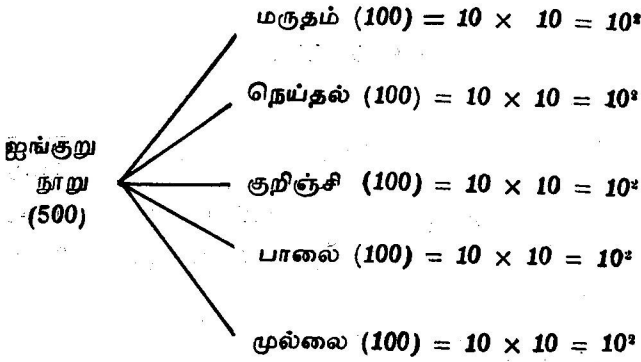 மருதம் (100) = 10 × 10 = 10²
நெய்தல் (100) = 10 × 10 = 10²
ஐங்குறு
நூறு
(500)
குறிஞ்சி (100) = 10 × 10 = 10²
பாலை (100) = 10 × 10 = 10²
முல்லை (100) = 10 × 10 = 10²